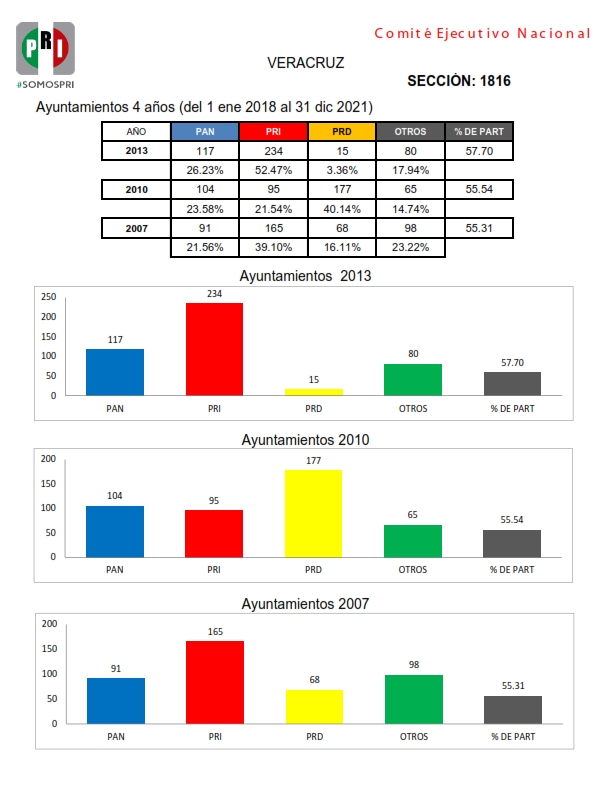 PRI
#SOMOSPRI
Comité Ejecutivo Nacional
VERACRUZ
SECCIÓN: 1816
Ayuntamientos 4 años (del 1 ene 2018 al 31 dic 2021)
AÑO PAN PRI PRD OTROS % DE PART
2013 117 234 15 80 57.70
26.23% 52.47% 3.36% 17.94%
2010 104 95 177 65 55.54
23.58% 21.54% 40.14% 14.74%
2007 91 165 68 98 55.31
21.56% 39.10% 16.11% 23.22%
Ayuntamientos 2013
250
200
150
100
50
0
117 234 15 80 57.70
PAN PRI PRD OTROS % DE PART
Ayuntamientos 2010
200
150
100
50
0
104 95 177 65 55.54
PAN PRI PRD OTROS % DE PART
Ayuntamientos 2007
200
150
100
50
0
91 165 68 98 55.31
PAN PRI PRD OTROS % DE PART